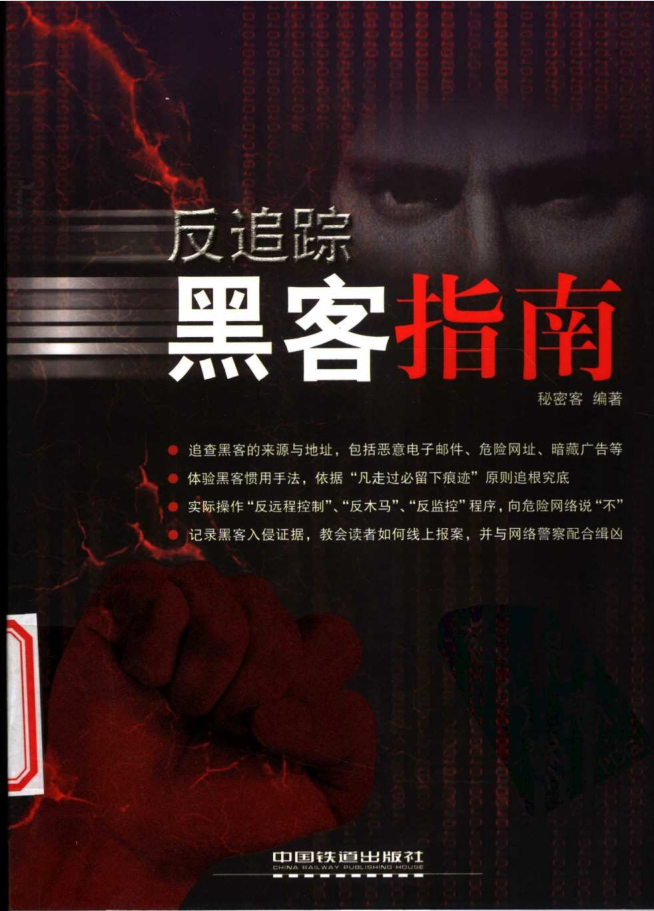 反追踪
黑客指南
秘密客 编著
● 追查黑客的来源与地址，包括恶意电子邮件、危险网址、暗藏广告等
● 体验黑客惯用手法，依据“凡走过必留下痕迹”原则追根究底
● 实际操作“反远程控制”、“反木马”、“反监控”程序，向危险网络说“不”
● 记录黑客入侵证据，教会读者如何线上报案，并与网络警察配合缉凶
中国铁道出版社
CHINA RAILWAY PUBLISHING HOUSE